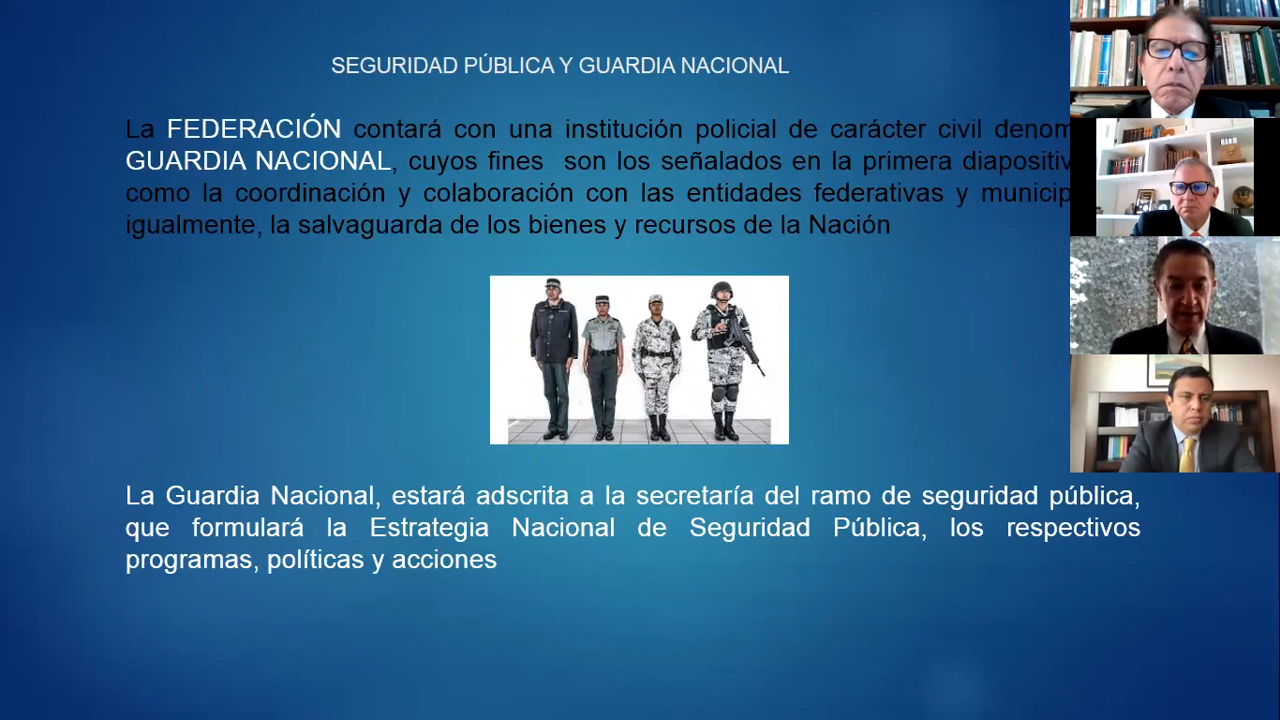 SEGURIDAD PÚBLICA Y GUARDIA NACIONAL
La FEDERACIÓN contará con una institución policial de carácter civil
GUARDIA NACIONAL, cuyos fines son los señalados en la primera
como la coordinación y colaboración con las entidades federativas y
igualmente, la salvaguarda de los bienes y recursos de la Nación
La Guardia Nacional, estará adscrita a la secretaría del ramo de seguridad pública,
que formulará la Estrategia Nacional de Seguridad Pública, los respectivos
programas, políticas y acciones